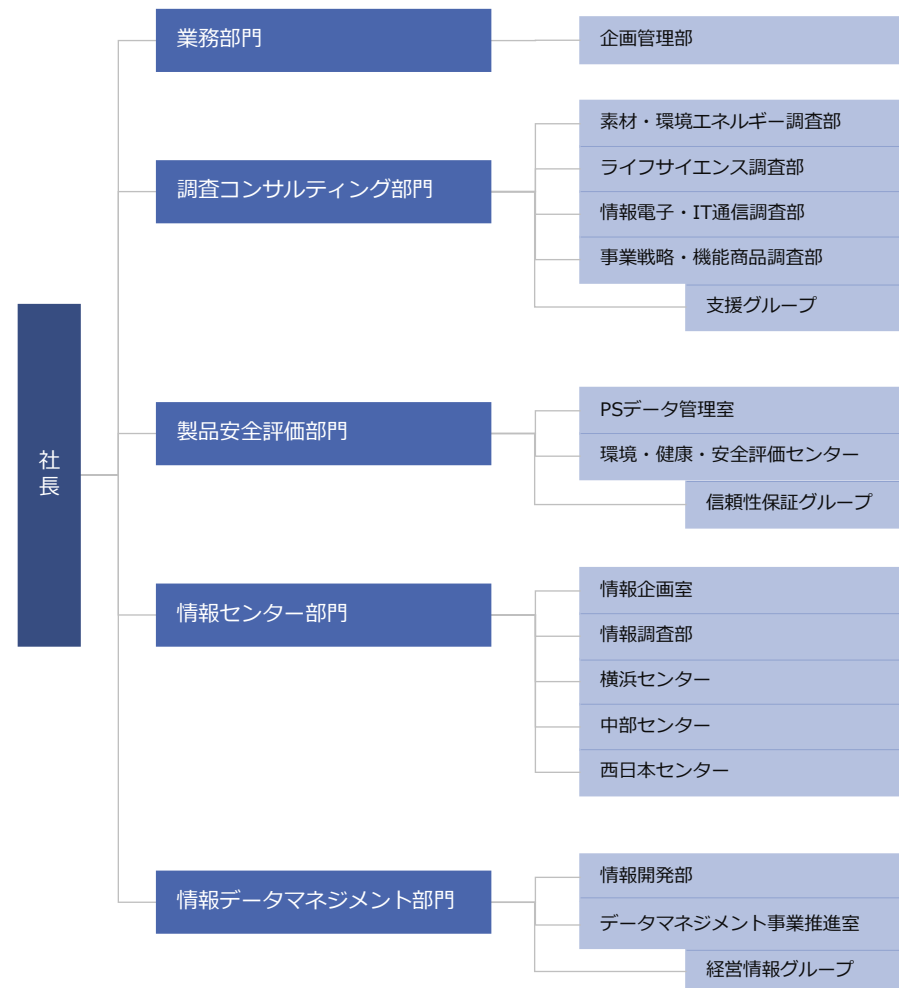 社長
業務部門
企画管理部
調査コンサルティング部門
素材・環境エネルギー調査部
ライフサイエンス調査部
情報電子・IT通信調査部
事業戦略・機能商品調査部
支援グループ
製品安全評価部門
PSデータ管理室
環境・健康・安全評価センター
信頼性保証グループ
情報センター部門
情報企画室
情報調査部
横浜センター
中部センター
西日本センター
情報データマネジメント部門
情報開発部
データマネジメント事業推進室
経営情報グループ